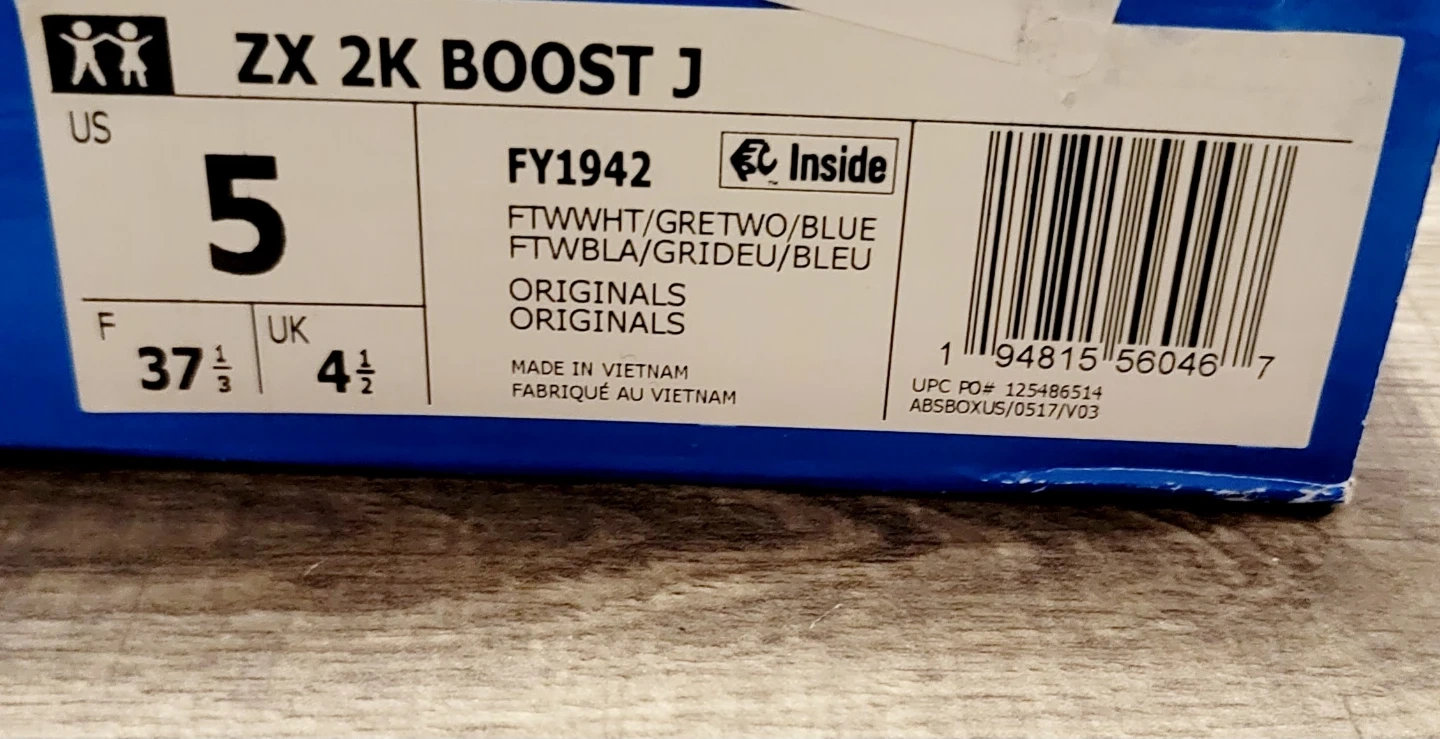 ZX 2K BOOST J
US
5
F 37 1/3
UK 4 1/2
FY1942
Inside
FTWWHT/GRETWO/BLUE
FTWBLA/GRIDEU/BLEU
ORIGINALS
ORIGINALS
MADE IN VIETNAM
FABRIQUÉ AU VIETNAM
1 94815 56046 7
UPC PO# 125486514
ABSBOXUS/0517/V03